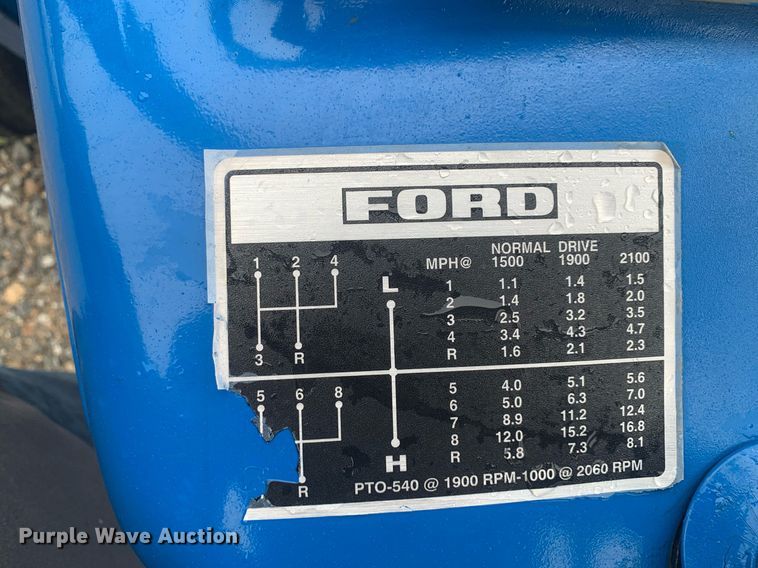 FORD
NORMAL DRIVE
1 2 4 MPH@ 1500 1900 2100
L
1 1.1 1.4 1.5
2 1.4 1.8 2.0
3 2.5 3.2 3.5
4 3.4 4.3 4.7
3 R R 1.6 2.1 2.3
5 6 8 5 4.0 5.1 5.6
6 5.0 6.3 7.0
7 8.9 11.2 12.4
8 12.0 15.2 16.8
H R 5.8 7.3 8.1
R PTO-540 @ 1900 RPM-1000 @ 2060 RPM
Purple Wave Auction